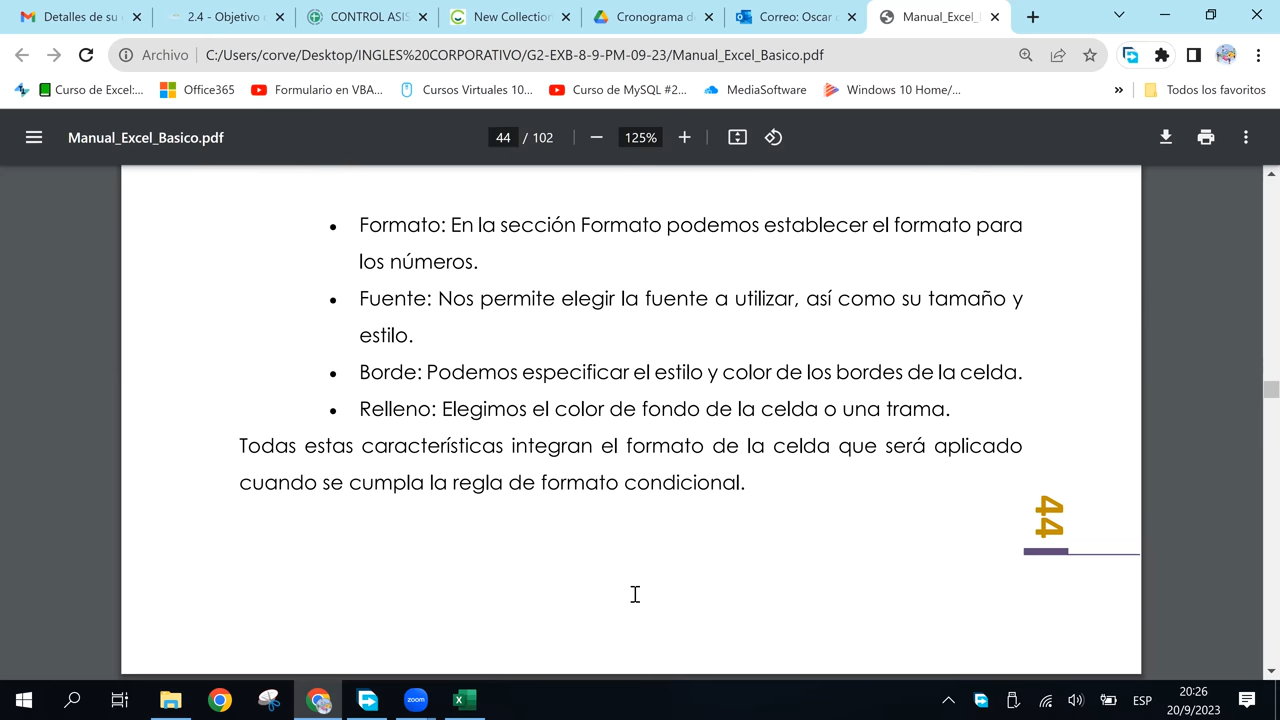 Detalles de su
2.4 - Objetivo
CONTROL ASIS
New Collection
Cronograma de
Correo: Oscar
Manual_Excel_
Archivo
C:/Users/corve/Desktop/INGLES%20CORPORATIVO/G2-EXB-8-9-PM-09-23/Manual_Excel_Basico.pdf
Curso de Excel:...
Office365
Formulario en VBA...
Cursos Virtuales 10...
Curso de MySQL #2...
MediaSoftware
Windows 10 Home/...
»
Todos los favoritos
Manual_Excel_Basico.pdf
44 / 102
125%
• Formato: En la sección Formato podemos establecer el formato para
los números.
• Fuente: Nos permite elegir la fuente a utilizar, así como su tamaño y
estilo.
• Borde: Podemos especificar el estilo y color de los bordes de la celda.
• Relleno: Elegimos el color de fondo de la celda o una trama.
Todas estas características integran el formato de la celda que será aplicado
cuando se cumpla la regla de formato condicional.
44
zoom
ESP
20:26
20/9/2023